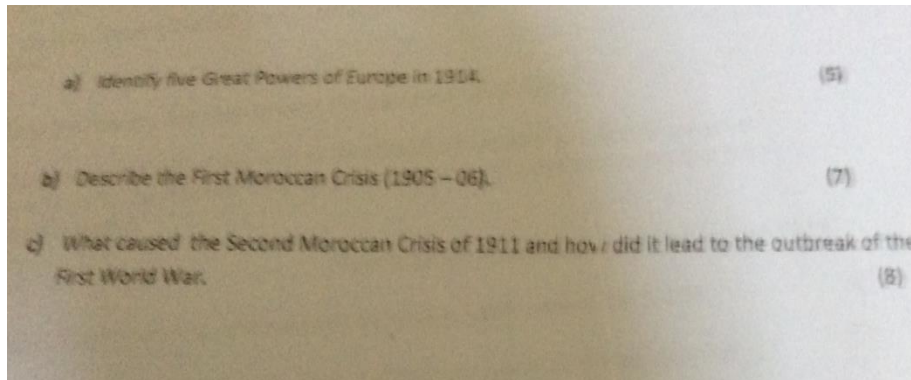 a) Identify five Great Powers of Europe in 1914. (5)
b) Describe the First Moroccan Crisis (1905 – 06). (7)
c) What caused the Second Moroccan Crisis of 1911 and how did it lead to the outbreak of the
First World War. (8)